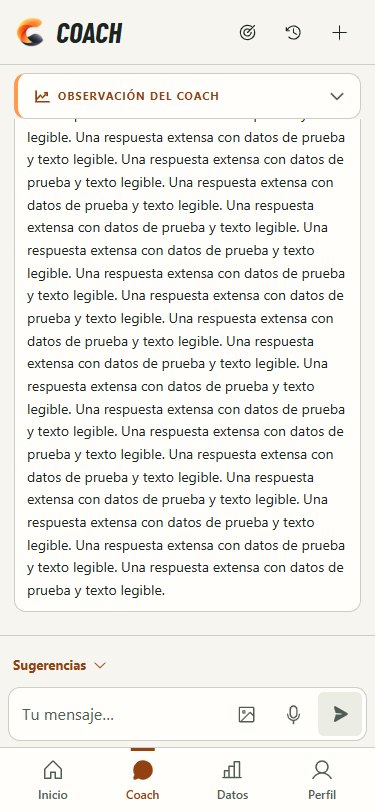 COACH
OBSERVACIÓN DEL COACH
legible. Una respuesta extensa con datos de prueba
y texto legible. Una respuesta extensa con datos de
prueba y texto legible. Una respuesta extensa con
datos de prueba y texto legible. Una respuesta
extensa con datos de prueba y texto legible. Una
respuesta extensa con datos de prueba y texto
legible. Una respuesta extensa con datos de prueba
y texto legible. Una respuesta extensa con datos de
prueba y texto legible. Una respuesta extensa con
datos de prueba y texto legible. Una respuesta
extensa con datos de prueba y texto legible. Una
respuesta extensa con datos de prueba y texto
legible. Una respuesta extensa con datos de prueba
y texto legible. Una respuesta extensa con datos de
prueba y texto legible. Una respuesta extensa con
datos de prueba y texto legible. Una respuesta
extensa con datos de prueba y texto legible. Una
respuesta extensa con datos de prueba y texto
legible. Una respuesta extensa con datos de prueba
y texto legible. Una respuesta extensa con datos de
prueba y texto legible.
Sugerencias
Tu mensaje...
Inicio
Coach
Datos
Perfil